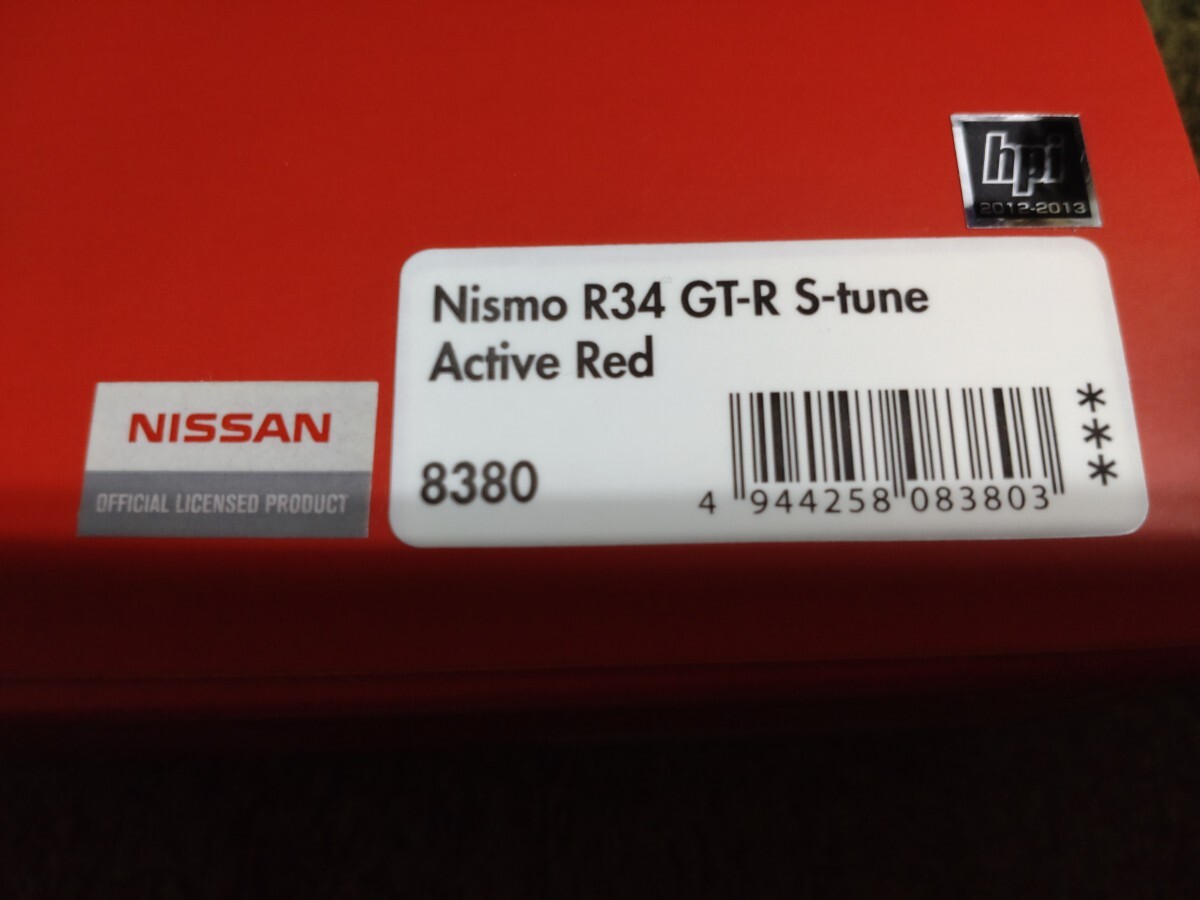 hpi
2012-2013
Nismo R34 GT-R S-tune
Active Red
NISSAN
OFFICIAL LICENSED PRODUCT
8380
4 944258 083803
***